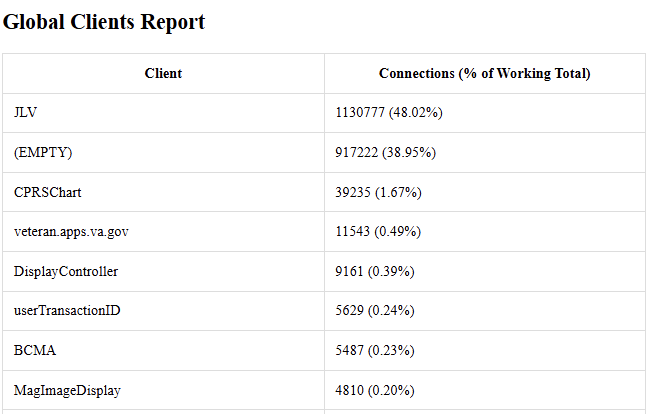 Global Clients Report
Client Connections (% of Working Total)
JLV 1130777 (48.02%)
(EMPTY) 917222 (38.95%)
CPRSChart 39235 (1.67%)
veteran.apps.va.gov 11543 (0.49%)
DisplayController 9161 (0.39%)
userTransactionID 5629 (0.24%)
BCMA 5487 (0.23%)
MagImageDisplay 4810 (0.20%)